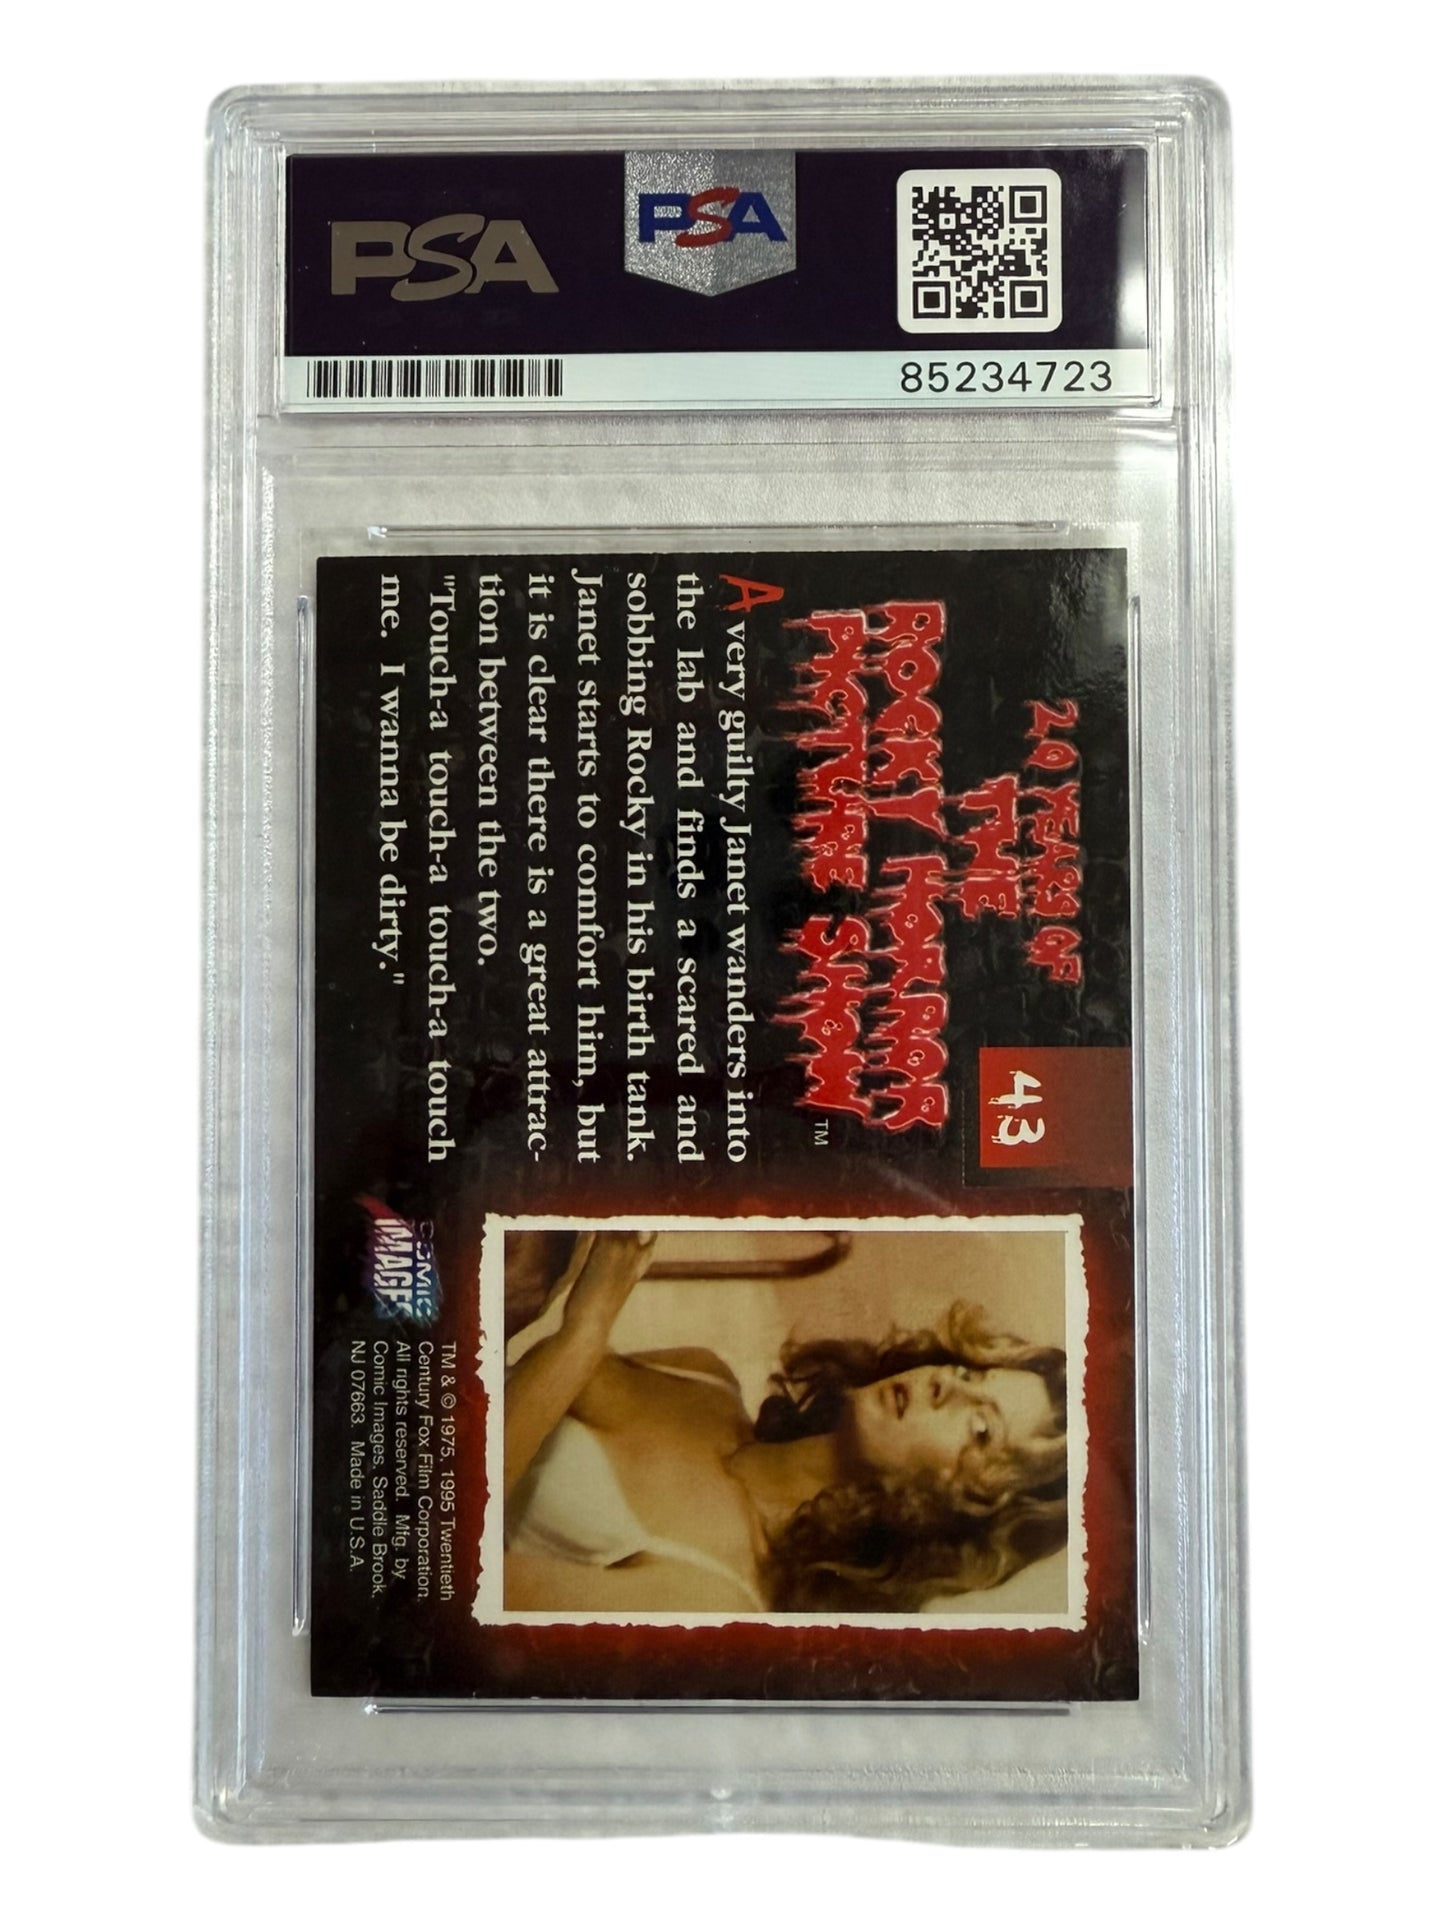 PSA
PSA
85234723
20 YEARS OF
THE
ROCKY HORROR
PICTURE SHOW
TM
43
A very guilty Janet wanders into
the lab and finds a scared and
sobbing Rocky in his birth tank.
Janet starts to comfort him, but
it is clear there is a great attrac-
tion between the two.
"Touch-a touch-a touch-a touch
me. I wanna be dirty."
COMIC
IMAGES
TM & © 1975, 1995 Twentieth
Century Fox Film Corporation.
All rights reserved. Mfg. by
Comic Images, Saddle Brook,
NJ 07663. Made in U.S.A.